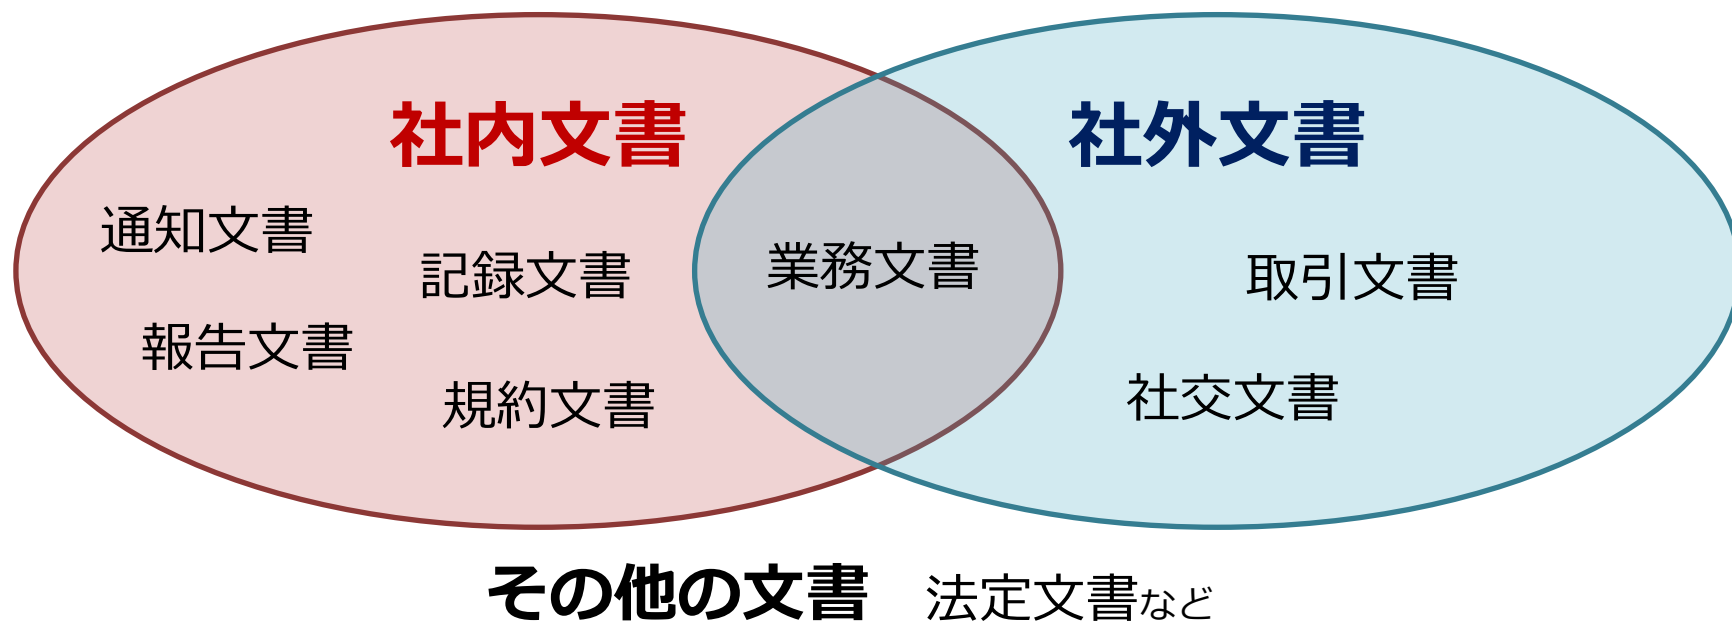 社内文書
通知文書
記録文書
報告文書
規約文書
業務文書
社外文書
取引文書
社交文書
その他の文書 法定文書など